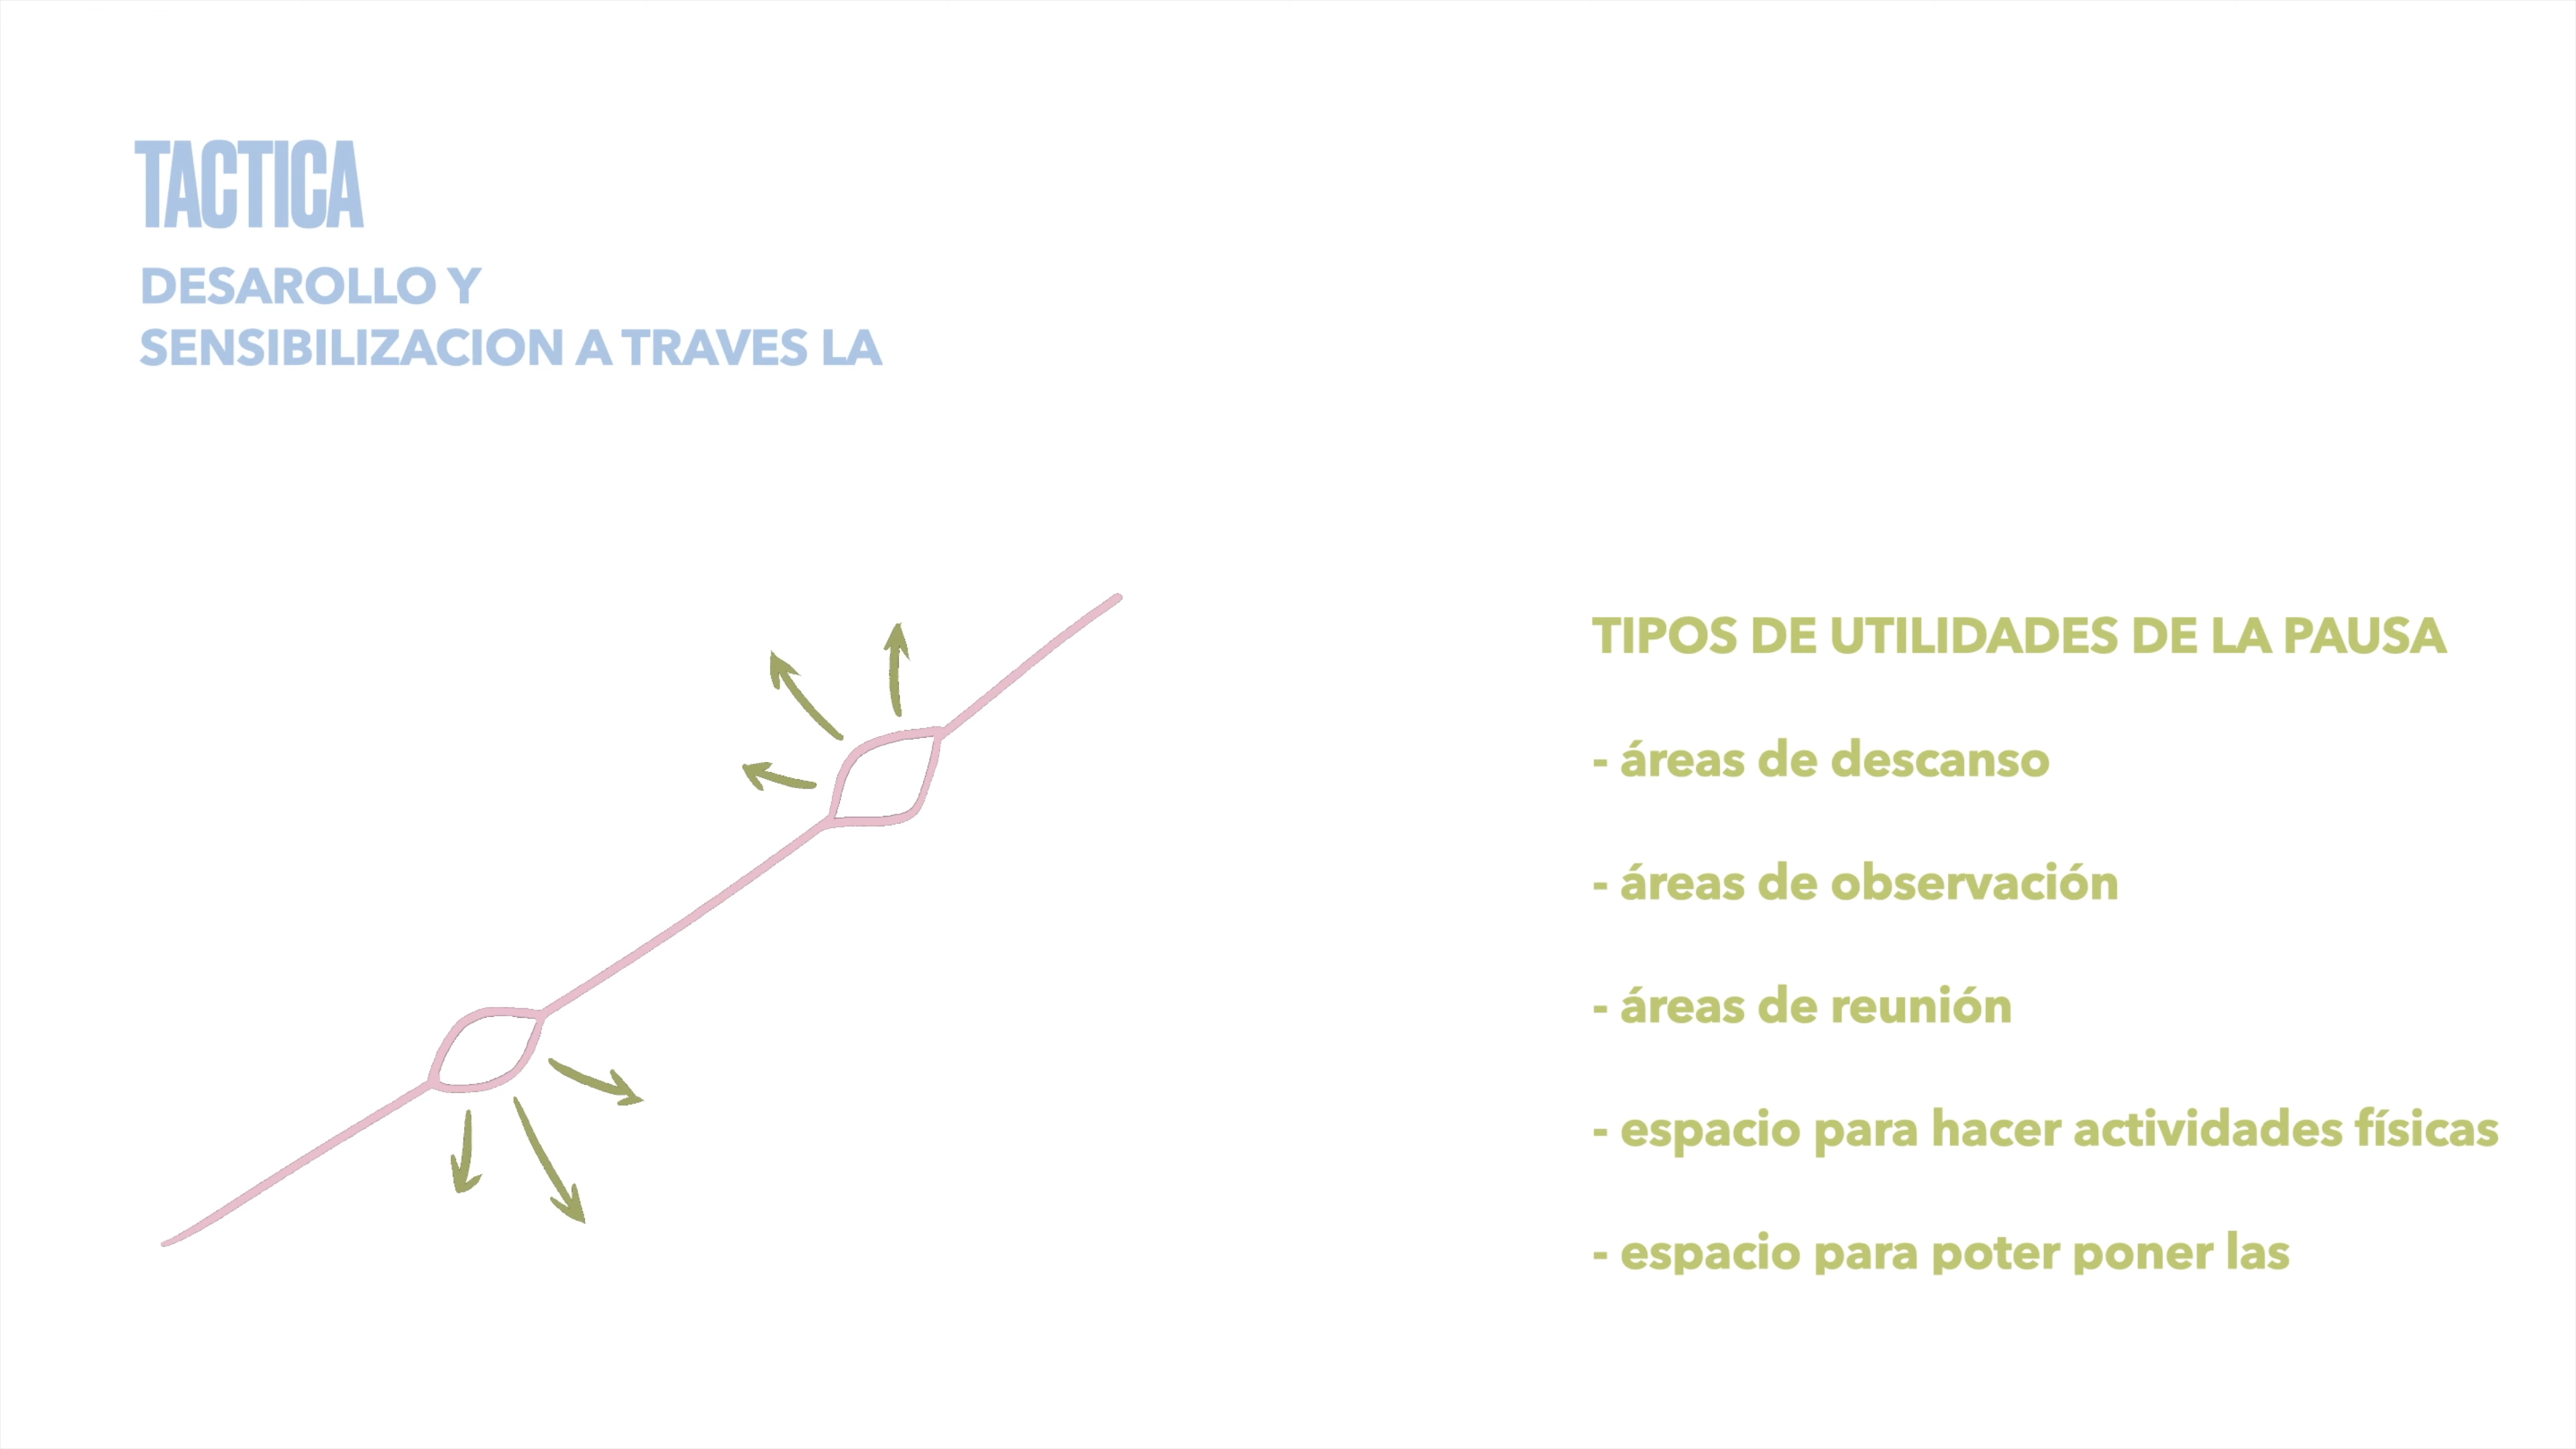 TACTICA
DESAROLLO Y
SENSIBILIZACION A TRAVES LA
TIPOS DE UTILIDADES DE LA PAUSA
- áreas de descanso
- áreas de observación
- áreas de reunión
- espacio para hacer actividades físicas
- espacio para poter poner las